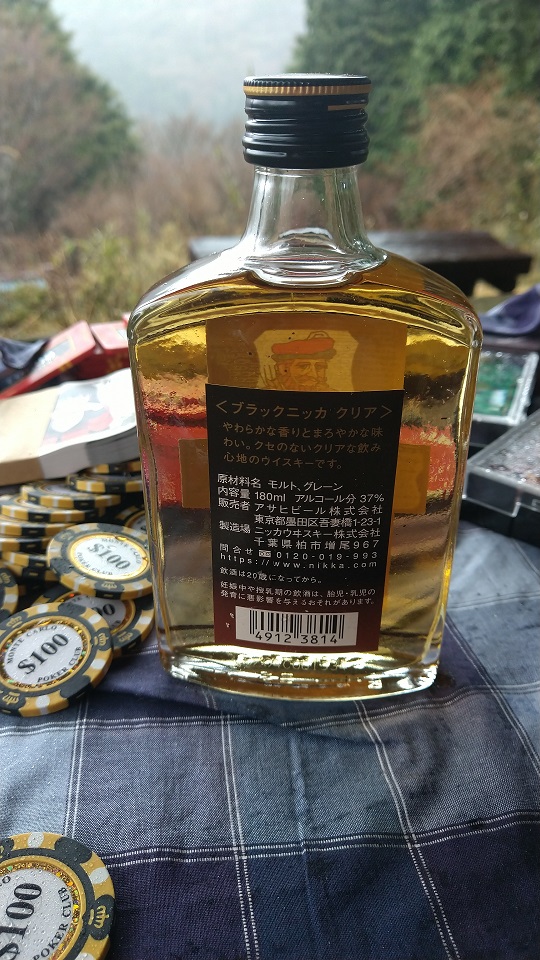 <ブラックニッカ クリア>
やわらかな香りとまろやかな味
わい。クセのないクリアな飲み
心地のウイスキーです。
原材料名 モルト、グレーン
内容量 180ml アルコール分 37%
販売者 アサヒビール株式会社
東京都墨田区吾妻橋1-23-1
製造場 ニッカウヰスキー株式会社
千葉県柏市増尾967
問合せ 0120-019-993
https://www.nikka.com
飲酒は20歳になってから。
妊娠中や授乳期の飲酒は、胎児・乳児の
発育に悪影響を与えるおそれがあります。
4912 3814
MONTE CARLO
$100
POKER CLUB
$100
POKER CLUB
$100
POKER CLUB